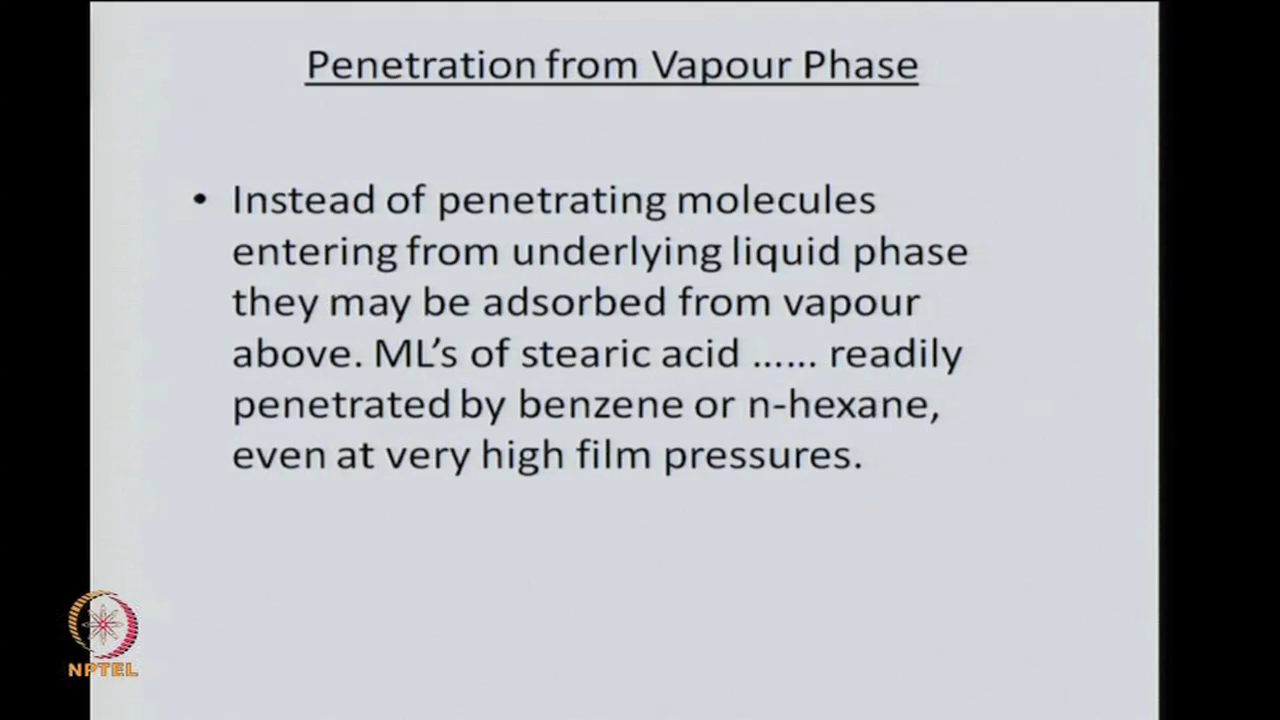 Penetration from Vapour Phase
• Instead of penetrating molecules
entering from underlying liquid phase
they may be adsorbed from vapour
above. ML’s of stearic acid ...... readily
penetrated by benzene or n-hexane,
even at very high film pressures.
NPTEL